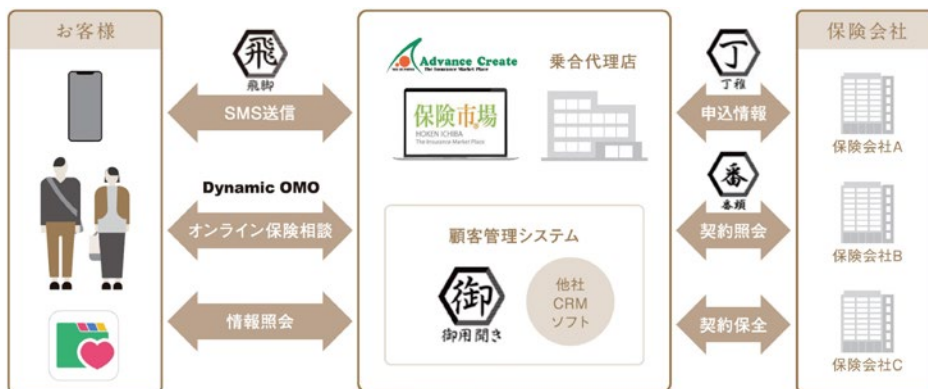 お客様
飛
飛脚
SMS送信
Dynamic OMO
オンライン保険相談
情報照会
Advance Create
The Insurance Market Place
乗合代理店
保険市場
HOKEN ICHIBA
The Insurance Market Place
顧客管理システム
御
御用聞き
他社
CRM
ソフト
丁
丁稚
申込情報
番
番頭
契約照会
契約保全
保険会社
保険会社A
保険会社B
保険会社C